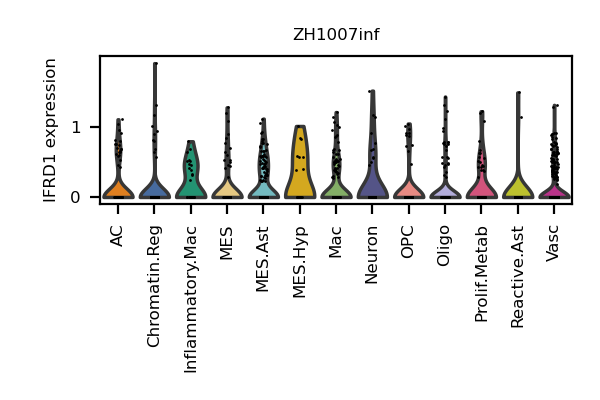 ZH1007inf
IFRD1 expression
1
0
AC
Chromatin.Reg
Inflammatory.Mac
MES
MES.Ast
MES.Hyp
Mac
Neuron
OPC
Oligo
Prolif.Metab
Reactive.Ast
Vasc